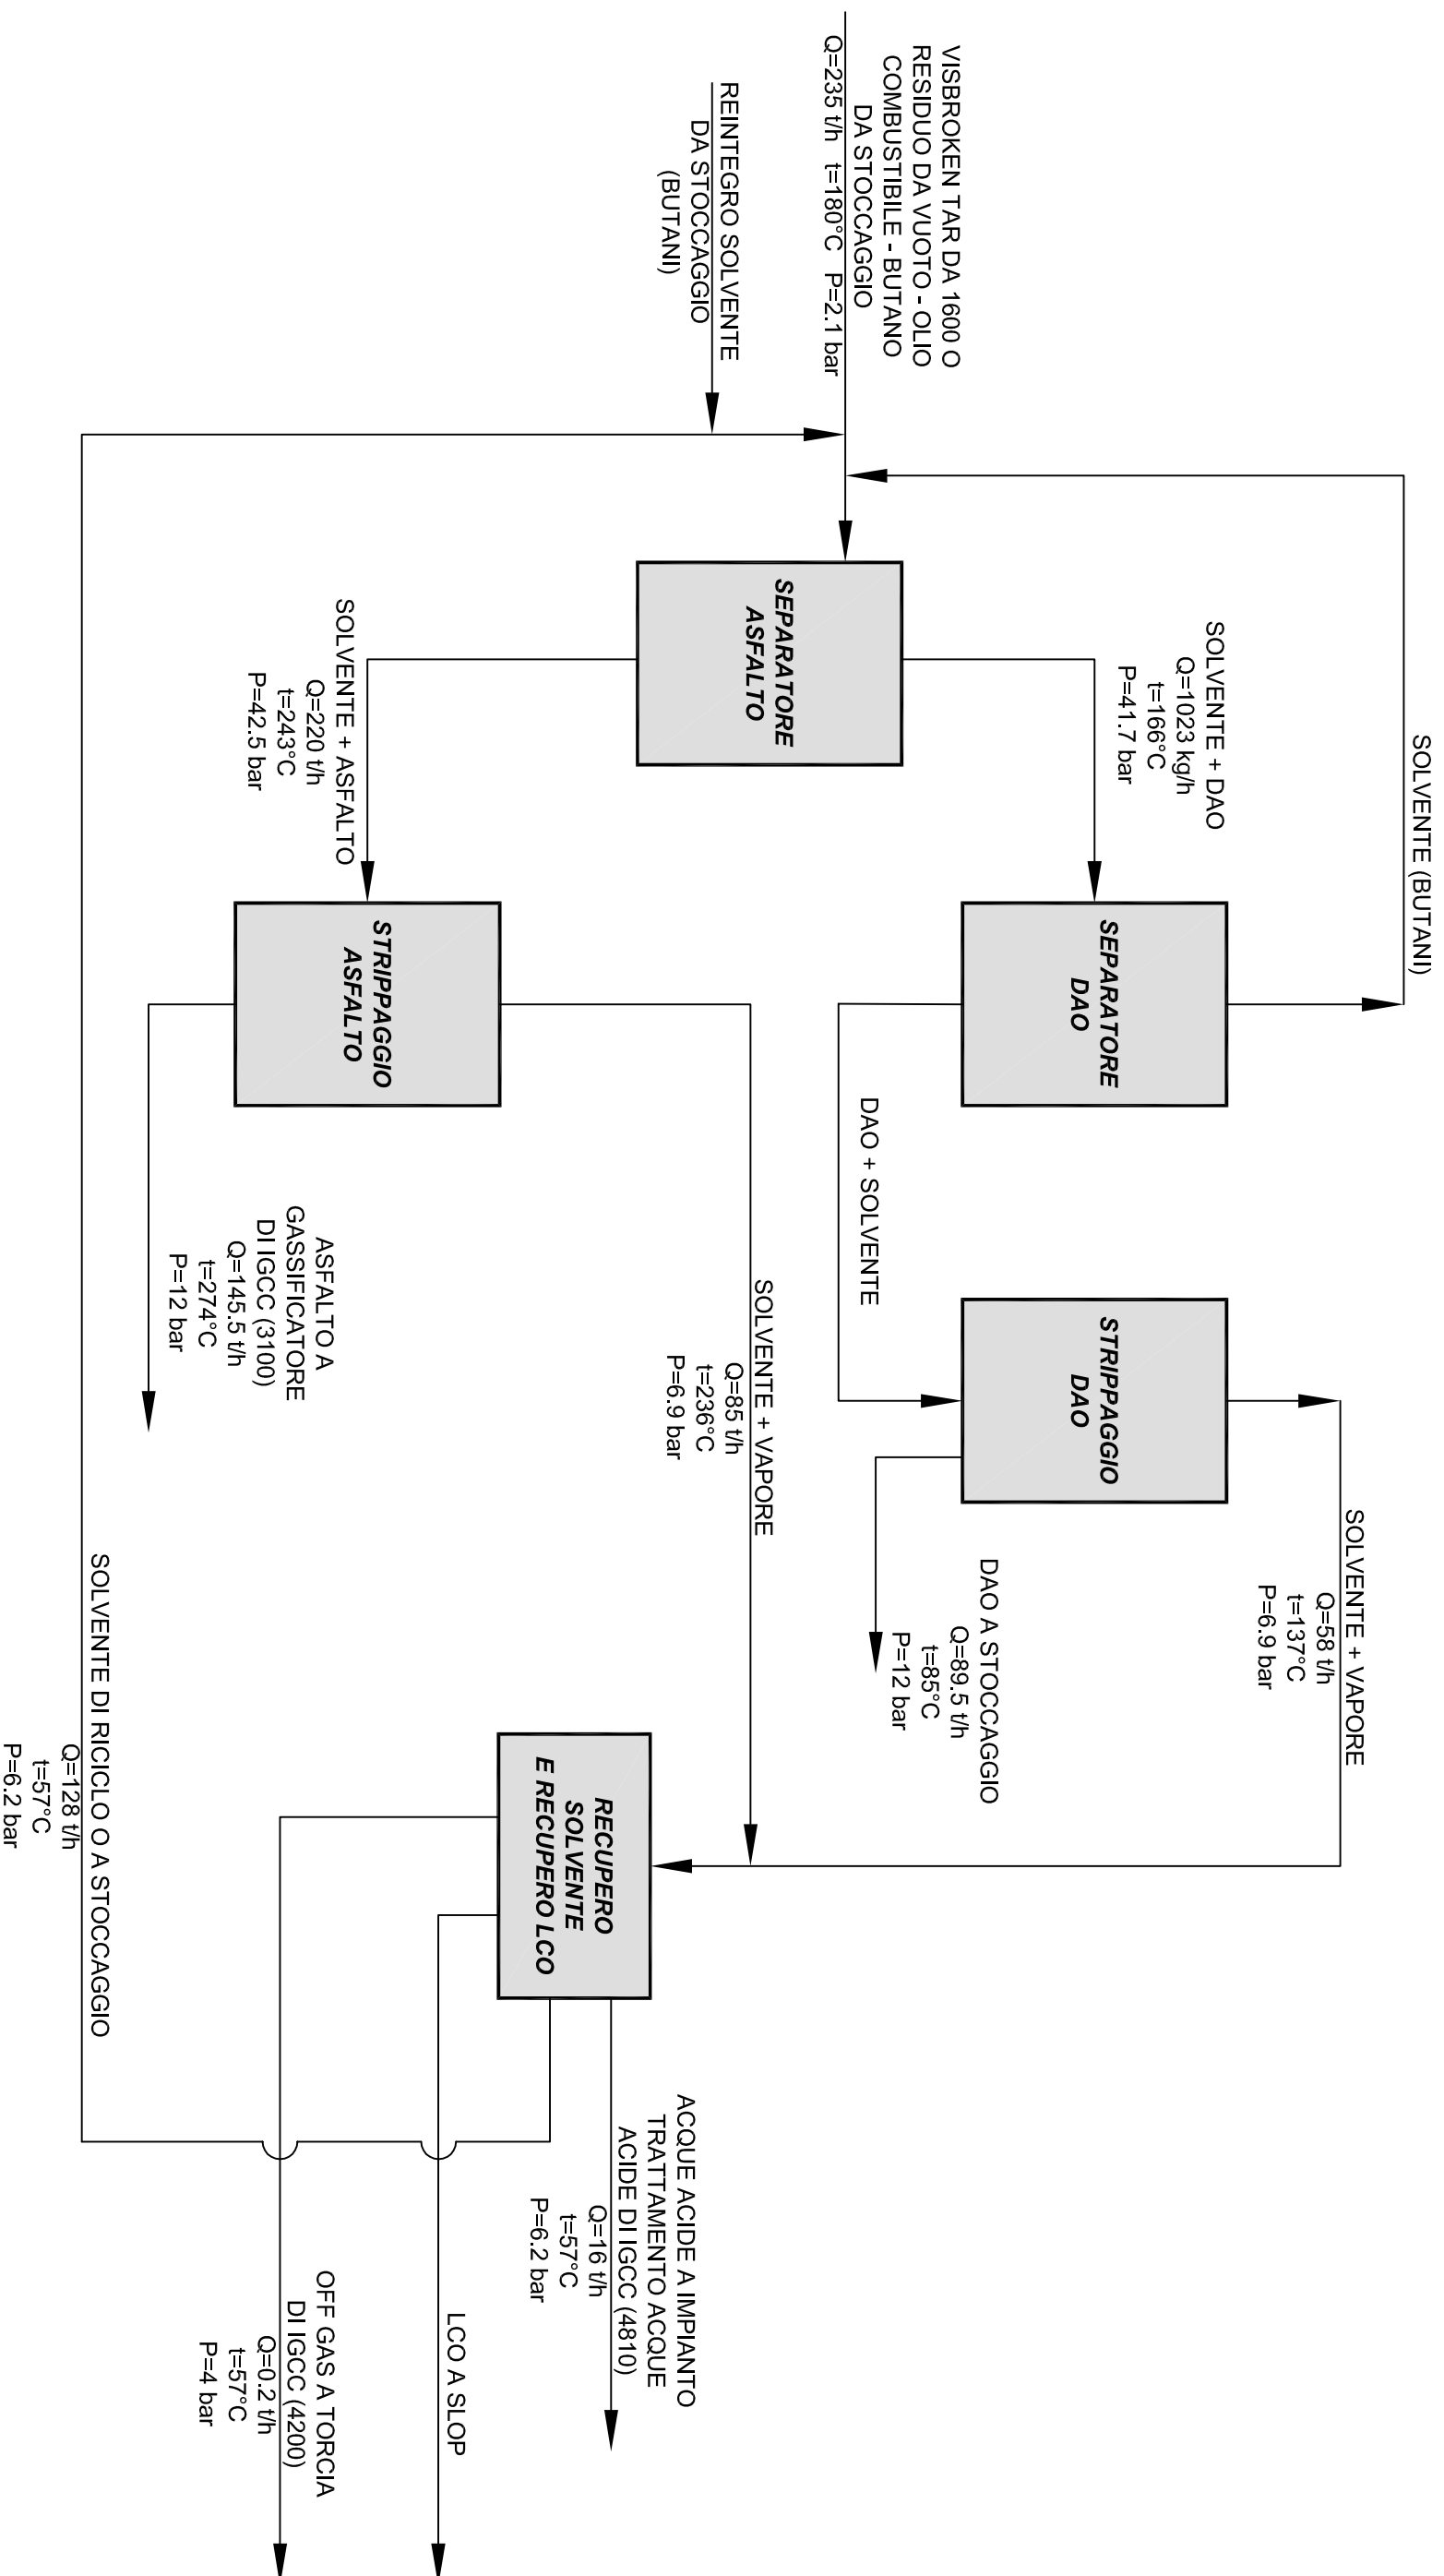 SOLVENTE (BUTANI)
VISBROKEN TAR DA 1600 O
RESIDUO DA VUOTO - OLIO
COMBUSTIBILE - BUTANO
DA STOCCAGGIO
Q=235 t/h t=180°C P=2.1 bar
REINTEGRO SOLVENTE
DA STOCCAGGIO
(BUTANI)
SEPARATORE
ASFALTO
SOLVENTE + DAO
Q=1023 kg/h
t=166°C
P=41.7 bar
SOLVENTE + ASFALTO
Q=220 t/h
t=243°C
P=42.5 bar
SEPARATORE
DAO
STRIPPAGGIO
ASFALTO
DAO + SOLVENTE
ASFALTO A
GASSIFICATORE
DI IGCC (3100)
Q=145.5 t/h
t=274°C
P=12 bar
SOLVENTE + VAPORE
Q=85 t/h
t=236°C
P=6.9 bar
STRIPPAGGIO
DAO
SOLVENTE + VAPORE
Q=58 t/h
t=137°C
P=6.9 bar
DAO A STOCCAGGIO
Q=89.5 t/h
t=85°C
P=12 bar
RECUPERO
SOLVENTE
E RECUPERO LCO
SOLVENTE DI RICICLO O A STOCCAGGIO
Q=128 t/h
t=57°C
P=6.2 bar
ACQUE ACIDE A IMPIANTO
TRATTAMENTO ACQUE
ACIDE DI IGCC (4810)
Q=16 t/h
t=57°C
P=6.2 bar
LCO A SLOP
OFF GAS A TORCIA
DI IGCC (4200)
Q=0.2 t/h
t=57°C
P=4 bar